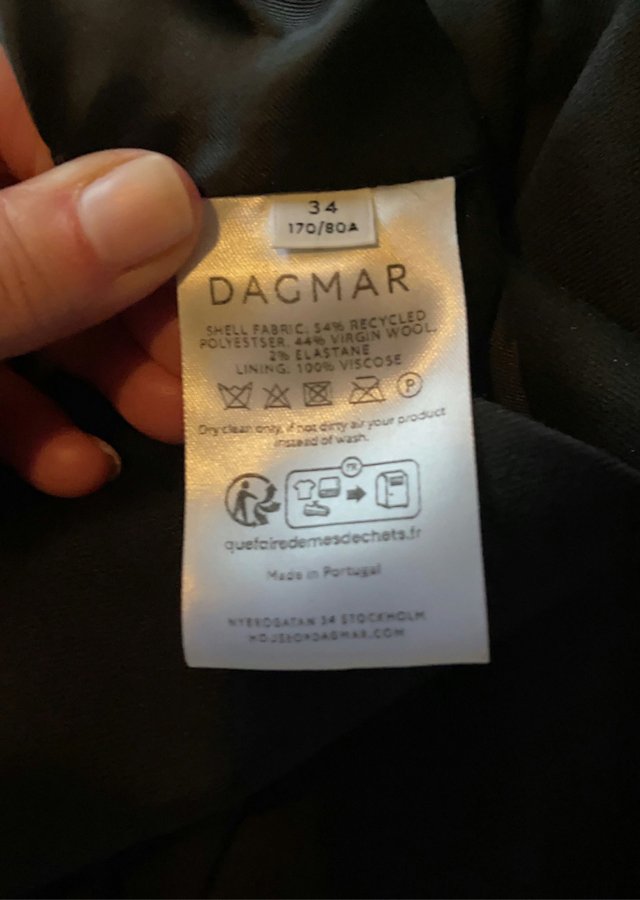 34
170/80A
DAGMAR
SHELL FABRIC: 54% RECYCLED
POLYESTSER, 44% VIRGIN WOOL,
2% ELASTANE
LINING: 100% VISCOSE
P
Dry clean only, if not dirty air your product
instead of wash.
FR
quefairedemesdechets.fr
Made in Portugal
NYBROGATAN 34 STOCKHOLM
HOUSEOFDAGMAR.COM